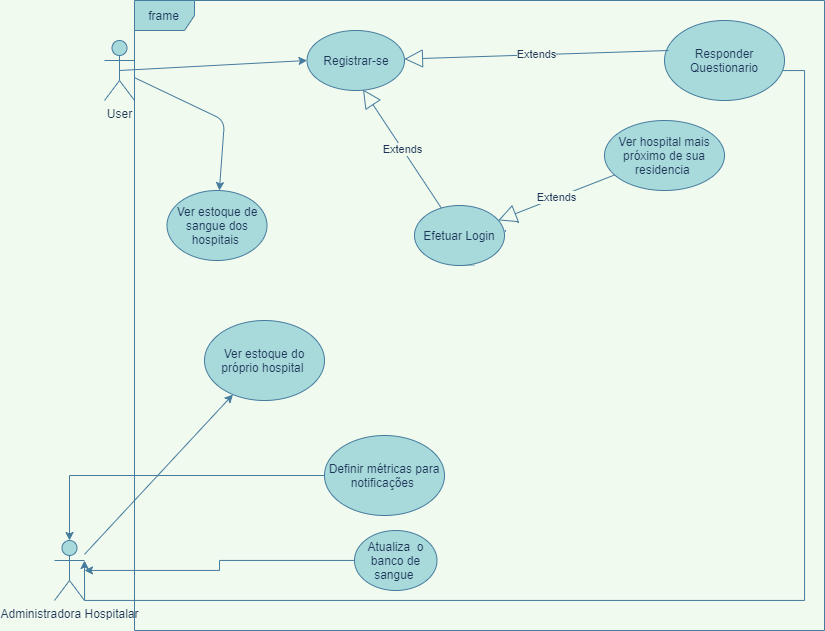 frame
User
Registrar-se
Extends
Responder
Questionario
Extends
Ver hospital mais
próximo de sua
residencia
Extends
Efetuar Login
Ver estoque de
sangue dos
hospitais
Ver estoque do
próprio hospital
Definir métricas para
notificações
Atualiza o
banco de
sangue
Administradora Hospitalar